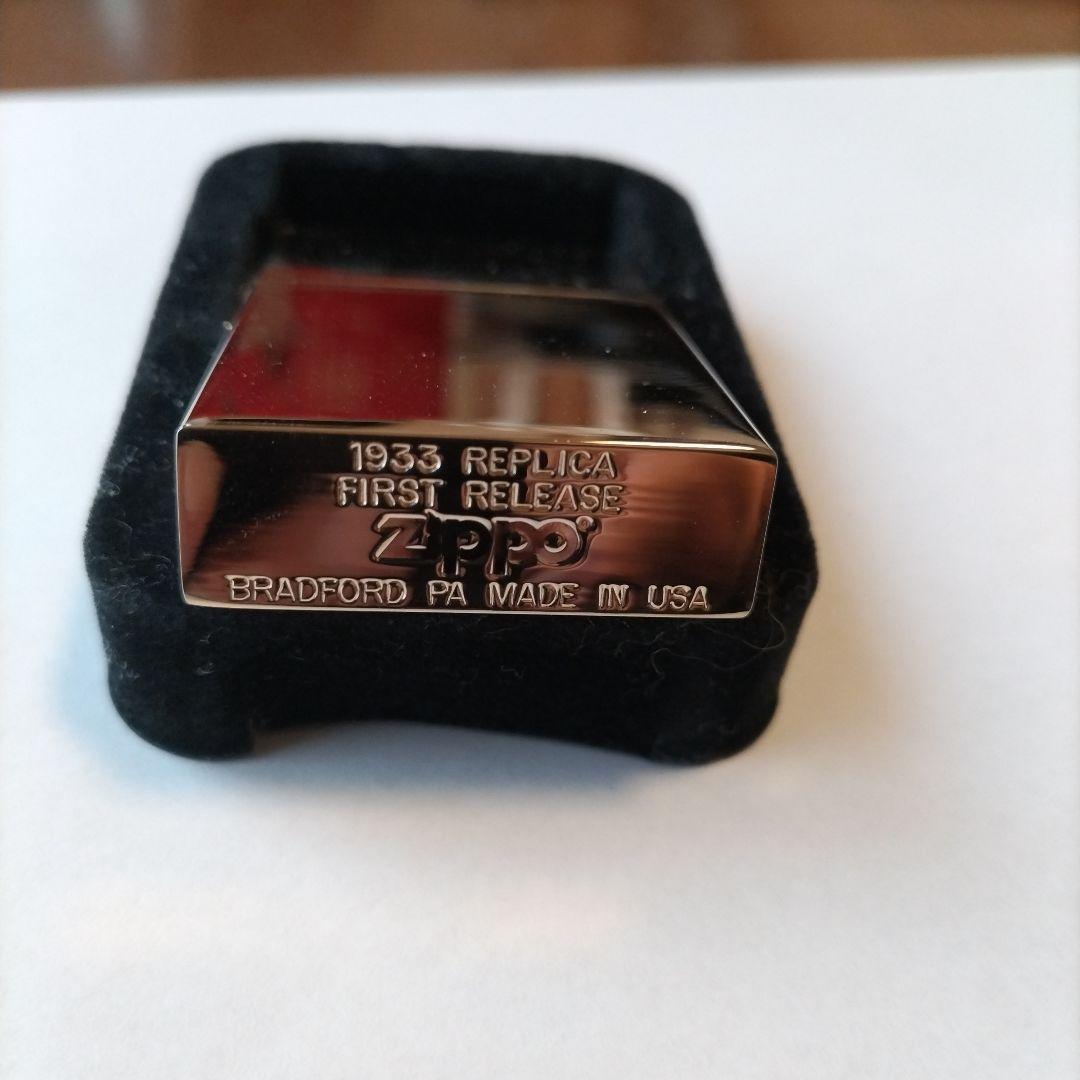 1933 REPLICA
FIRST RELEASE
Zippo®
BRADFORD PA MADE IN USA